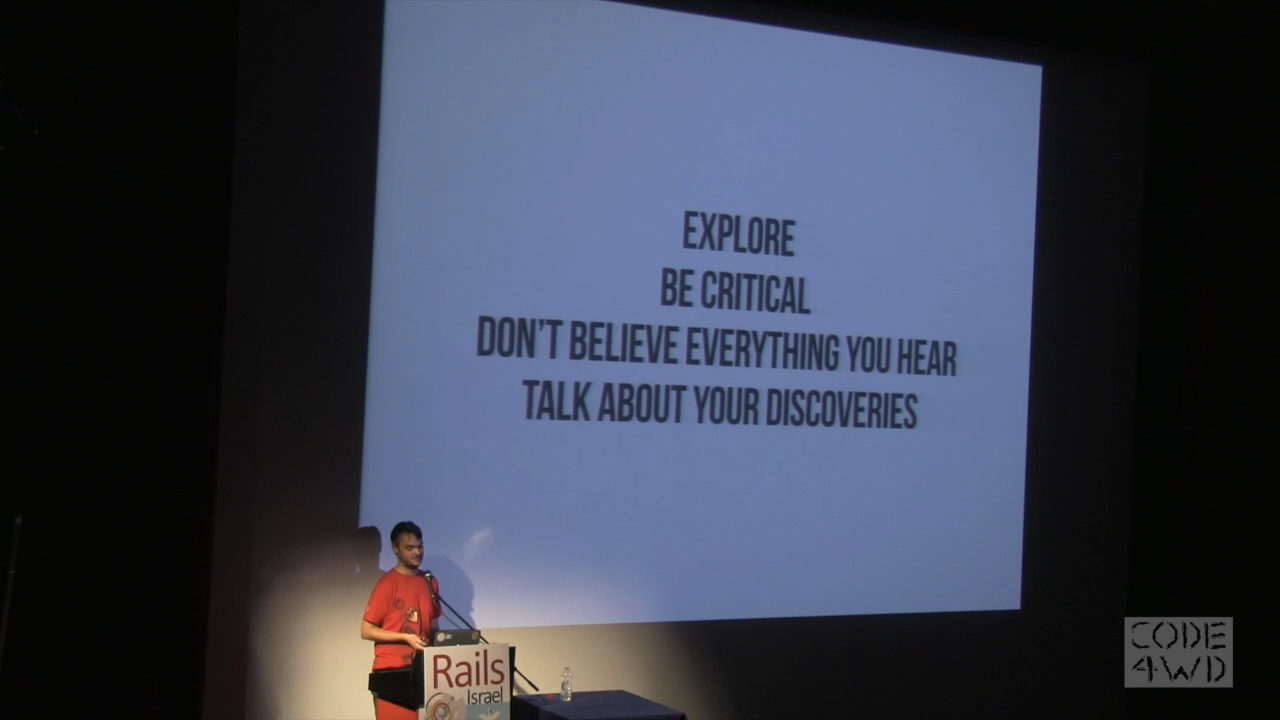 EXPLORE
BE CRITICAL
DON'T BELIEVE EVERYTHING YOU HEAR
TALK ABOUT YOUR DISCOVERIES
Rails
Israel
CODE
4WD